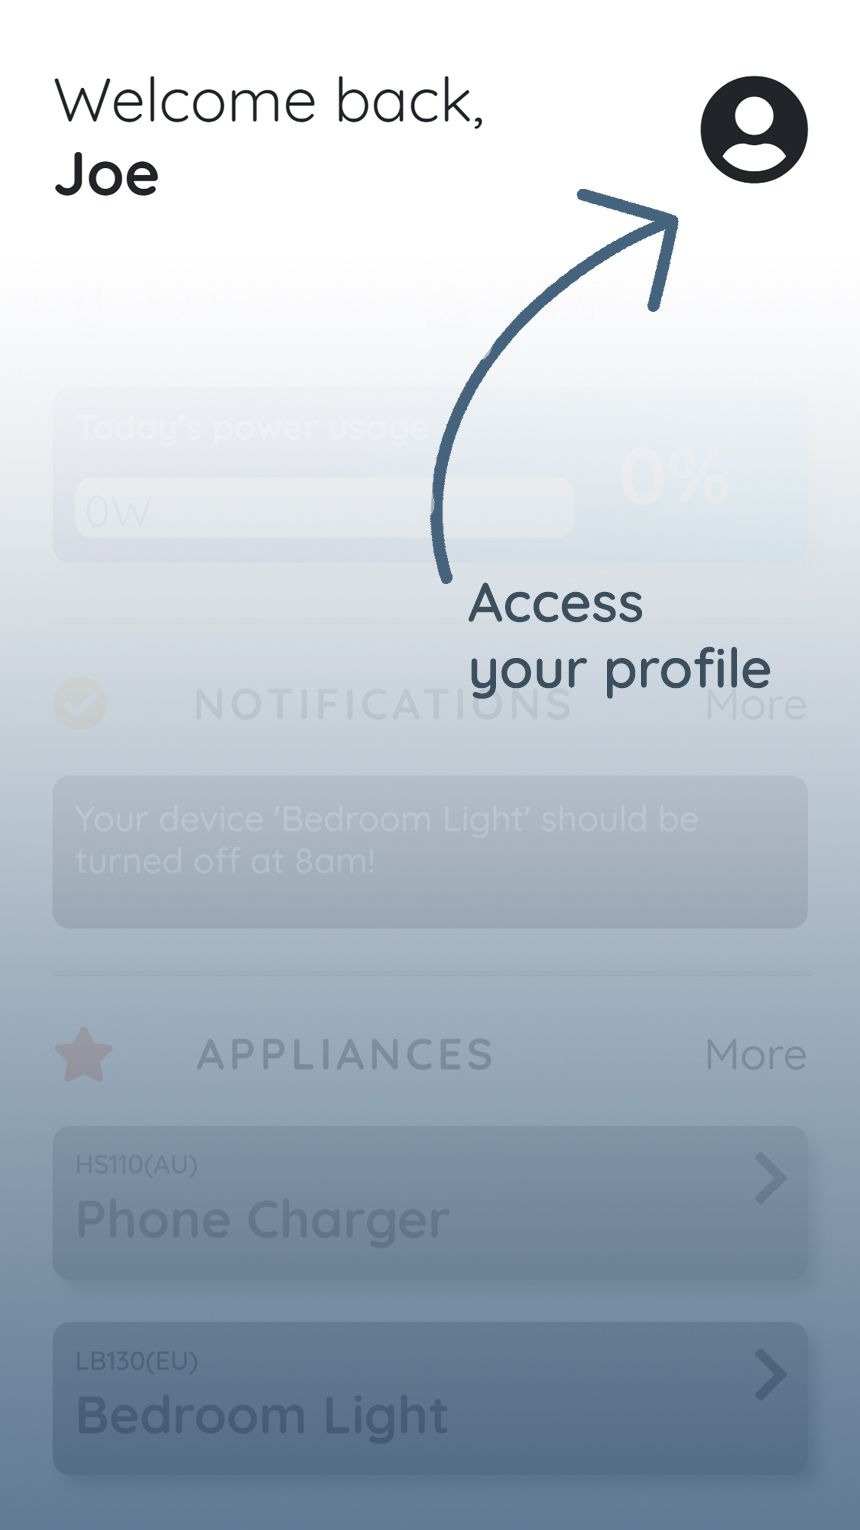 Welcome back,
Joe
Today's power usage
0W
0%
Access
your profile
NOTIFICATIONS
More
Your device 'Bedroom Light' should be
turned off at 8am!
APPLIANCES
More
HS110(AU)
Phone Charger
LB130(EU)
Bedroom Light